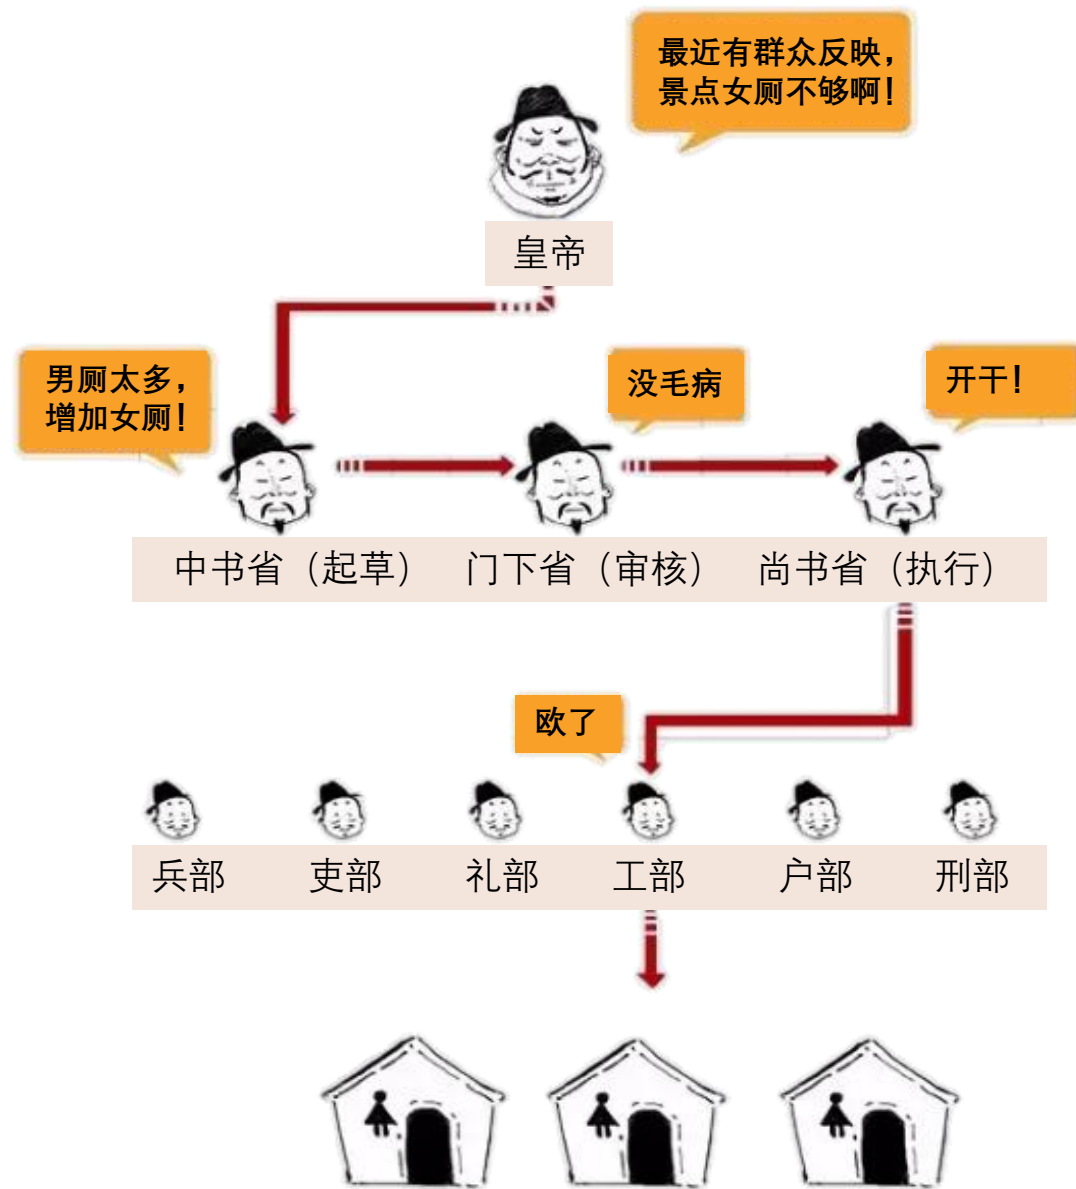 最近有群众反映，
景点女厕不够啊！
皇帝
男厕太多，
增加女厕！
没毛病
开干！
中书省（起草） 门下省（审核） 尚书省（执行）
欧了
兵部 吏部 礼部 工部 户部 刑部